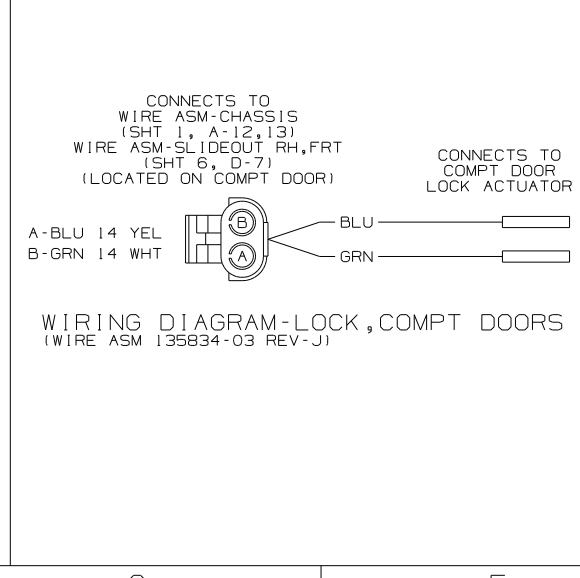 CONNECTS TO
WIRE ASM-CHASSIS
(SHT 1, A-12,13)
WIRE ASM-SLIDEOUT RH,FRT
(SHT 6, D-7)
(LOCATED ON COMPT DOOR)
CONNECTS TO
COMPT DOOR
LOCK ACTUATOR
A-BLU 14 YEL
B-GRN 14 WHT
B
A
BLU
GRN
WIRING DIAGRAM-LOCK,COMPT DOORS
(WIRE ASM 135834-03 REV-J)